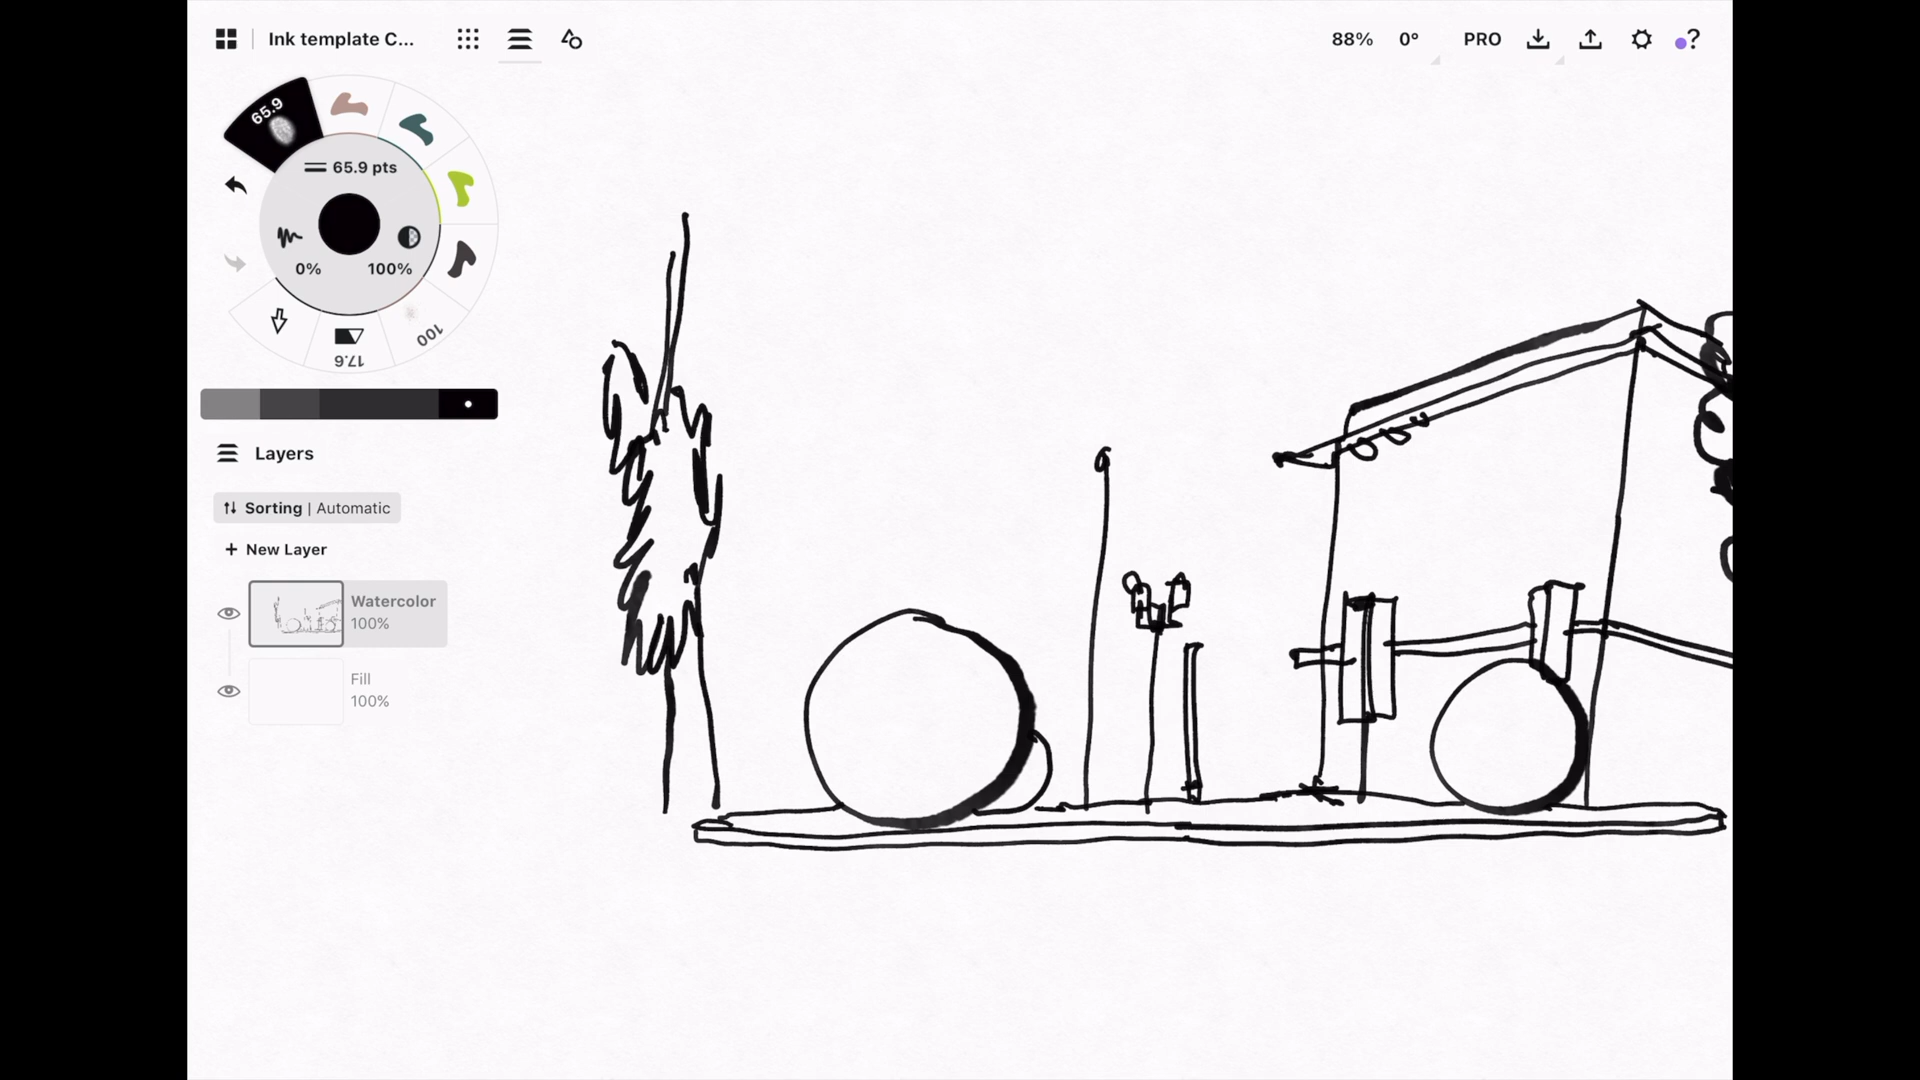 Ink template C...
88%
0°
PRO
?
65.9
65.9 pts
0%
100%
17.6
100
Layers
Sorting | Automatic
+ New Layer
Watercolor
100%
Fill
100%